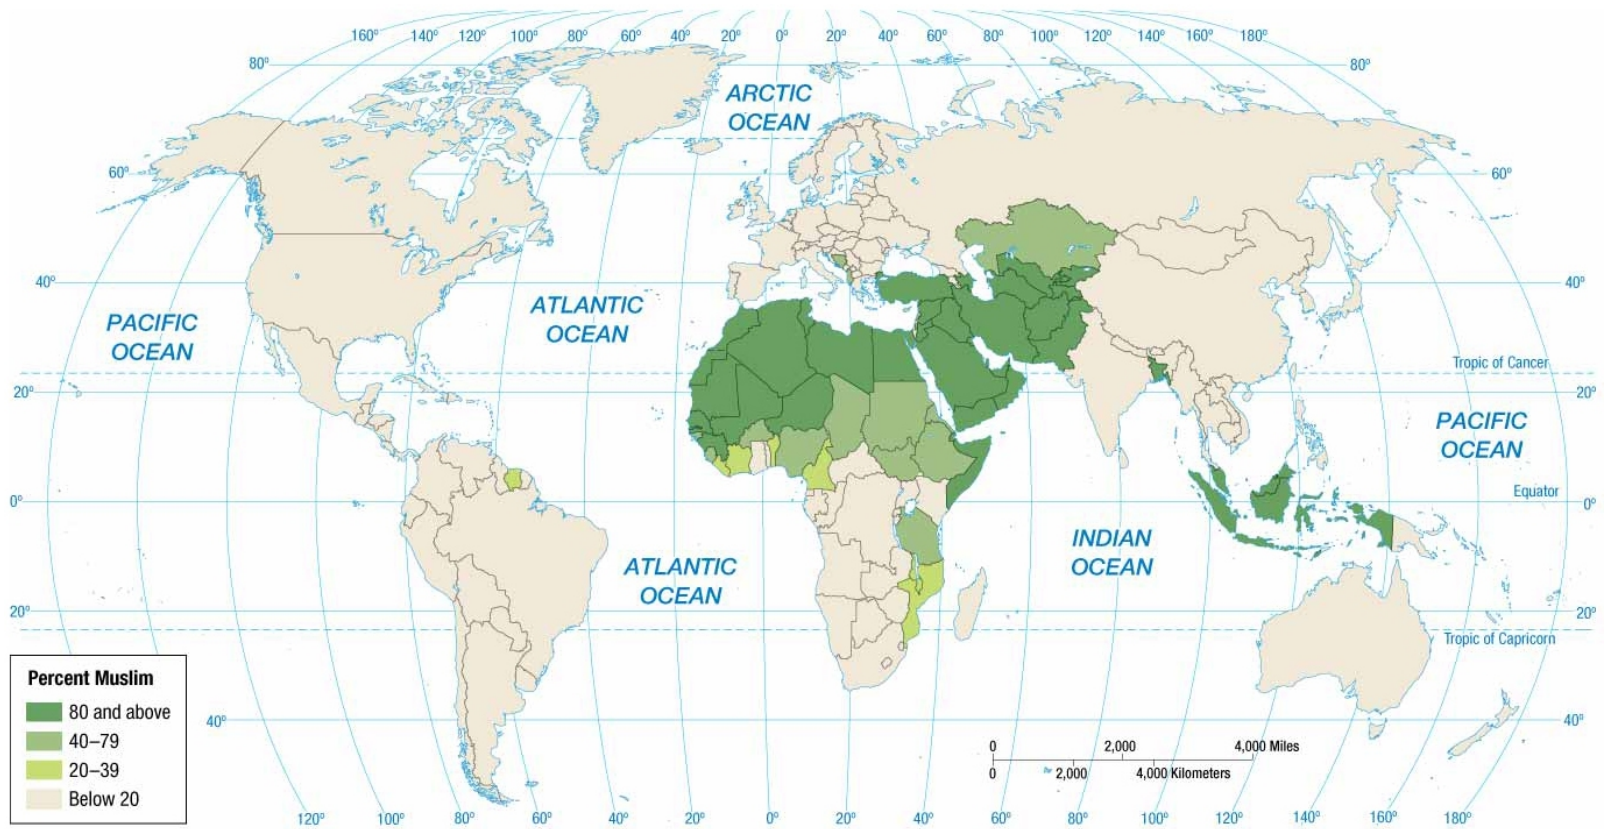 160° 140° 120° 100° 80° 60° 40° 20° 0° 20° 40° 60° 80° 100° 120° 140° 160° 180°
80° 80°
ARCTIC
OCEAN
60° 60°
40° 40°
ATLANTIC
OCEAN
PACIFIC
OCEAN
Tropic of Cancer
20° 20°
PACIFIC
OCEAN
Equator
0° 0°
INDIAN
OCEAN
ATLANTIC
OCEAN
20° 20°
Tropic of Capricorn
Percent Muslim
80 and above
40–79
20–39
Below 20
40° 40°
0 2,000 4,000 Miles
0 2,000 4,000 Kilometers
120° 100° 80° 60° 40° 20° 0° 20° 40° 60° 80° 100° 120° 140° 160° 180°